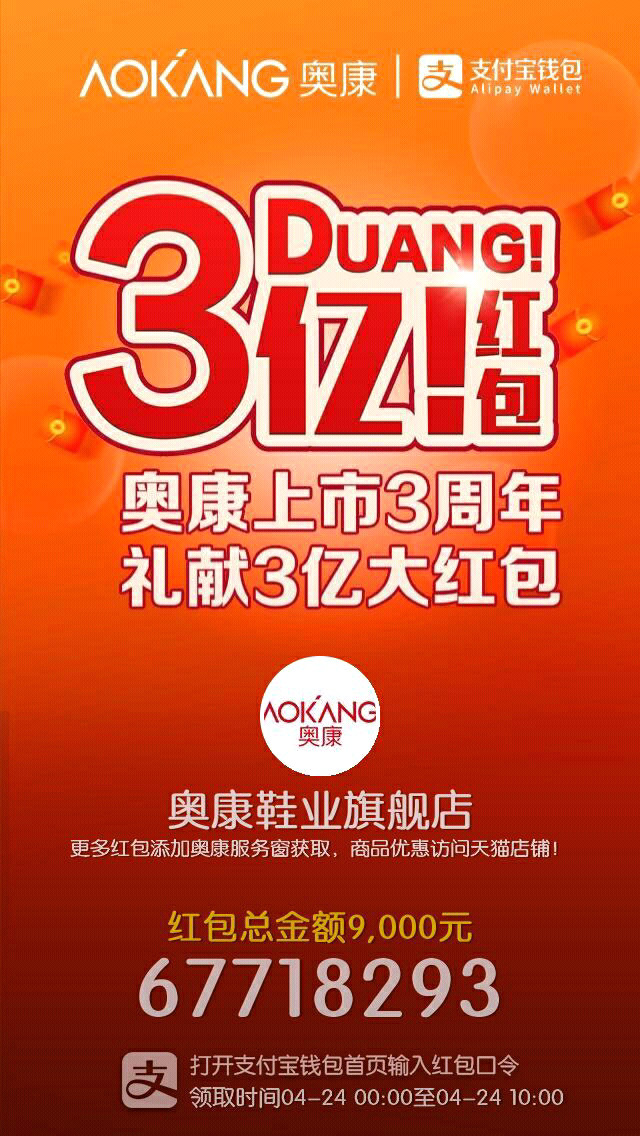 AOKANG 奥康 支付宝钱包
Alipay Wallet
DUANG!
3亿!红包
奥康上市3周年
礼献3亿大红包
AOKANG
奥康
奥康鞋业旗舰店
更多红包添加奥康服务窗获取，商品优惠访问天猫店铺！
红包总金额9,000元
67718293
支 打开支付宝钱包首页输入红包口令
领取时间04-24 00:00至04-24 10:00